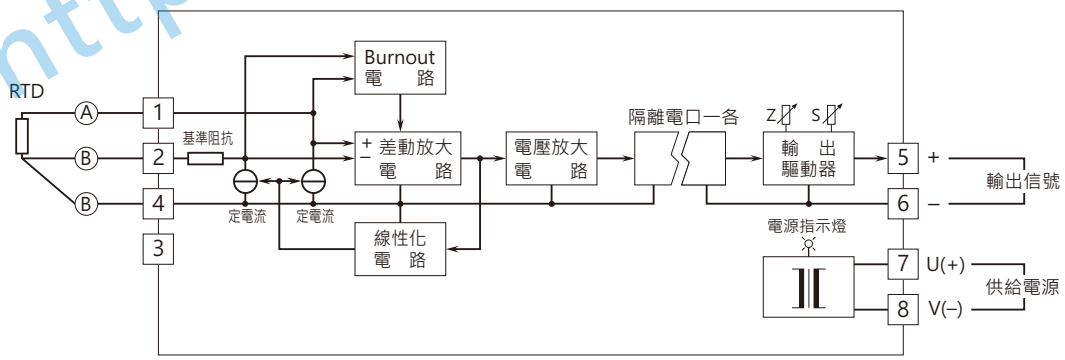 http
RTD
A
B
B
1
2
4
3
基準阻抗
Burnout
電 路
+
−
差動放大
電 路
定電流
定電流
線性化
電 路
電壓放大
電 路
隔離電口一各
Z
S
輸 出
驅動器
5 +
6 −
輸出信號
電源指示燈
7 U(+)
8 V(−)
供給電源